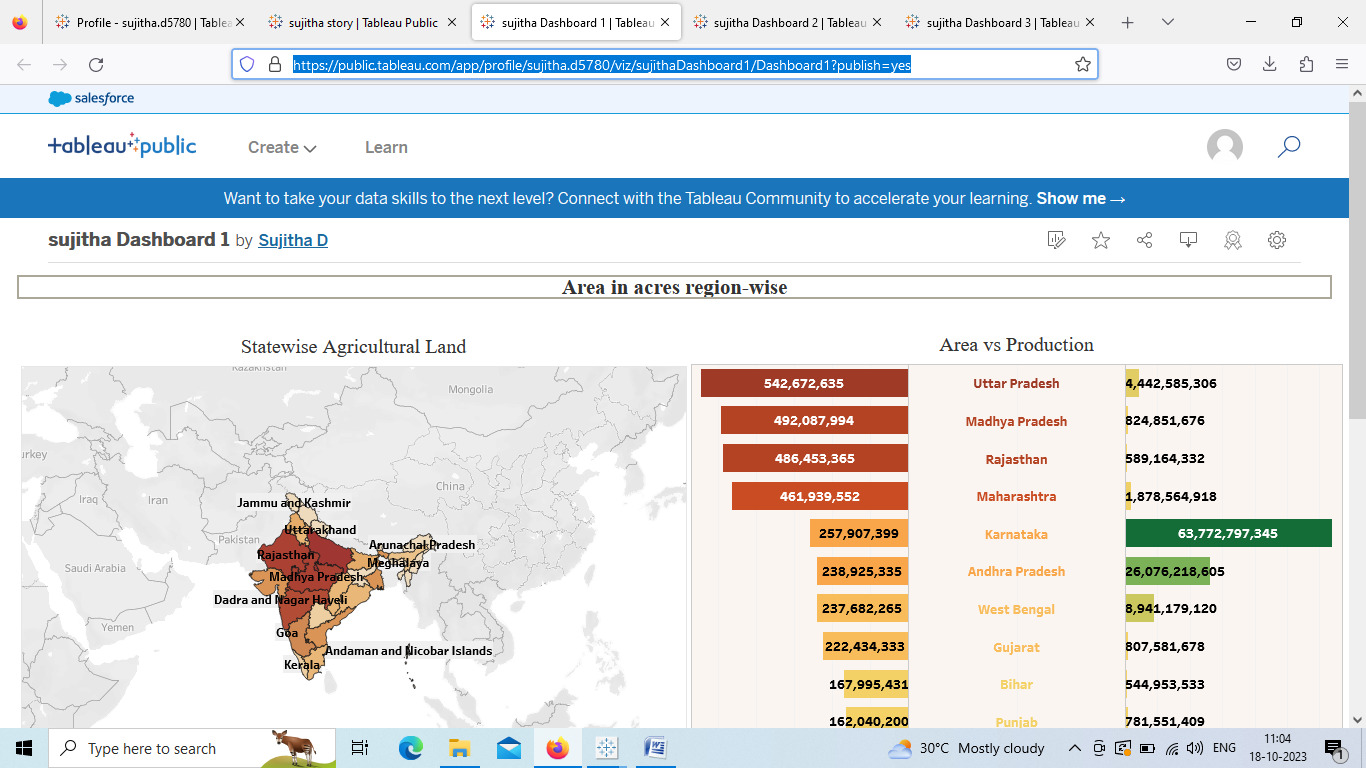 Profile - sujitha.d5780 | Tablea
sujitha story | Tableau Public
sujitha Dashboard 1 | Tableau
sujitha Dashboard 2 | Tableau
sujitha Dashboard 3 | Tableau
https://public.tableau.com/app/profile/sujitha.d5780/viz/sujithaDashboard1/Dashboard1?publish=yes
salesforce
tableau public
Create
Learn
Want to take your data skills to the next level? Connect with the Tableau Community to accelerate your learning. Show me →
sujitha Dashboard 1 by Sujitha D
Area in acres region-wise
Statewise Agricultural Land
Kazakhstan
Mongolia
urkey
China
Iraq
Iran
Jammu and Kashmir
Uttarakhand
Pakistan
Arunachal Pradesh
Rajasthan
Meghalaya
Saudi Arabia
Madhya Pradesh
Dadra and Nagar Haveli
Yemen
Goa
Andaman and Nicobar Islands
Kerala
Area vs Production
542,672,635 Uttar Pradesh 4,442,585,306
492,087,994 Madhya Pradesh 824,851,676
486,453,365 Rajasthan 589,164,332
461,939,552 Maharashtra 1,878,564,918
257,907,399 Karnataka 63,772,797,345
238,925,335 Andhra Pradesh 26,076,218,605
237,682,265 West Bengal 8,941,179,120
222,434,333 Gujarat 807,581,678
167,995,431 Bihar 544,953,533
162,040,200 Punjab 781,551,409
Type here to search
30°C Mostly cloudy
ENG
11:04
18-10-2023
1